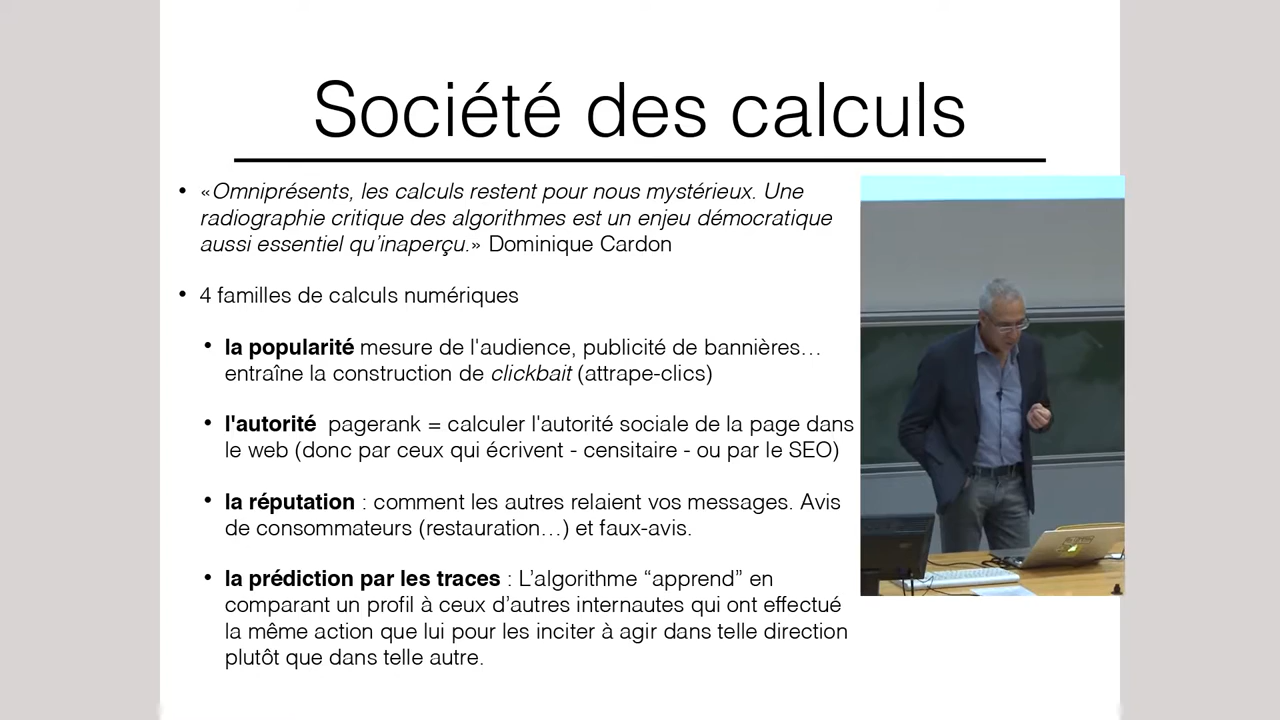 Société des calculs
• «Omniprésents, les calculs restent pour nous mystérieux. Une
radiographie critique des algorithmes est un enjeu démocratique
aussi essentiel qu'inaperçu.» Dominique Cardon
• 4 familles de calculs numériques
• la popularité mesure de l'audience, publicité de bannières…
entraîne la construction de clickbait (attrape-clics)
• l'autorité  pagerank = calculer l'autorité sociale de la page dans
le web (donc par ceux qui écrivent - censitaire - ou par le SEO)
• la réputation : comment les autres relaient vos messages. Avis
de consommateurs (restauration…) et faux-avis.
• la prédiction par les traces : L'algorithme “apprend” en
comparant un profil à ceux d'autres internautes qui ont effectué
la même action que lui pour les inciter à agir dans telle direction
plutôt que dans telle autre.